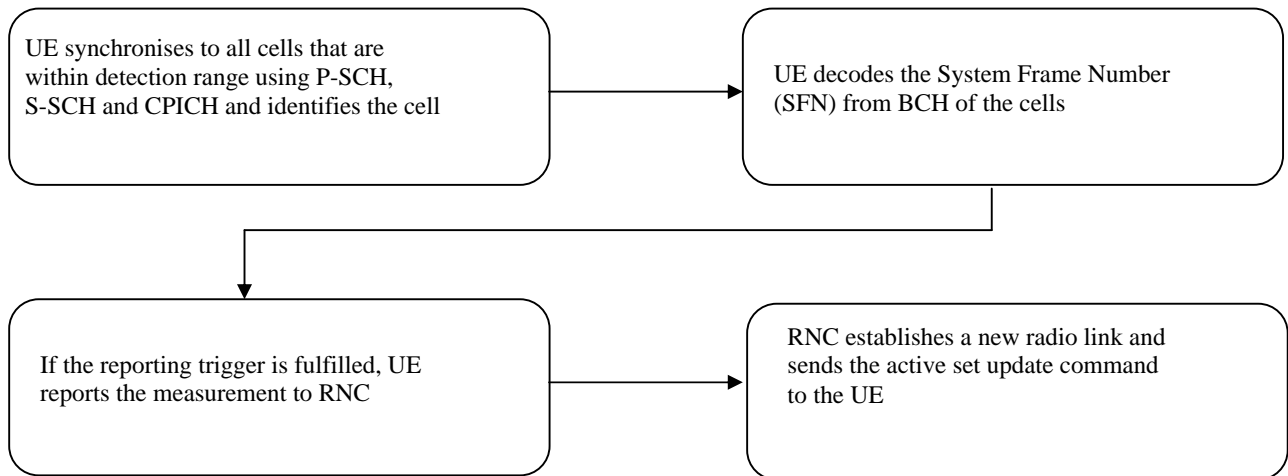 UE synchronises to all cells that are
within detection range using P-SCH,
S-SCH and CPICH and identifies the cell
UE decodes the System Frame Number
(SFN) from BCH of the cells
If the reporting trigger is fulfilled, UE
reports the measurement to RNC
RNC establishes a new radio link and
sends the active set update command
to the UE